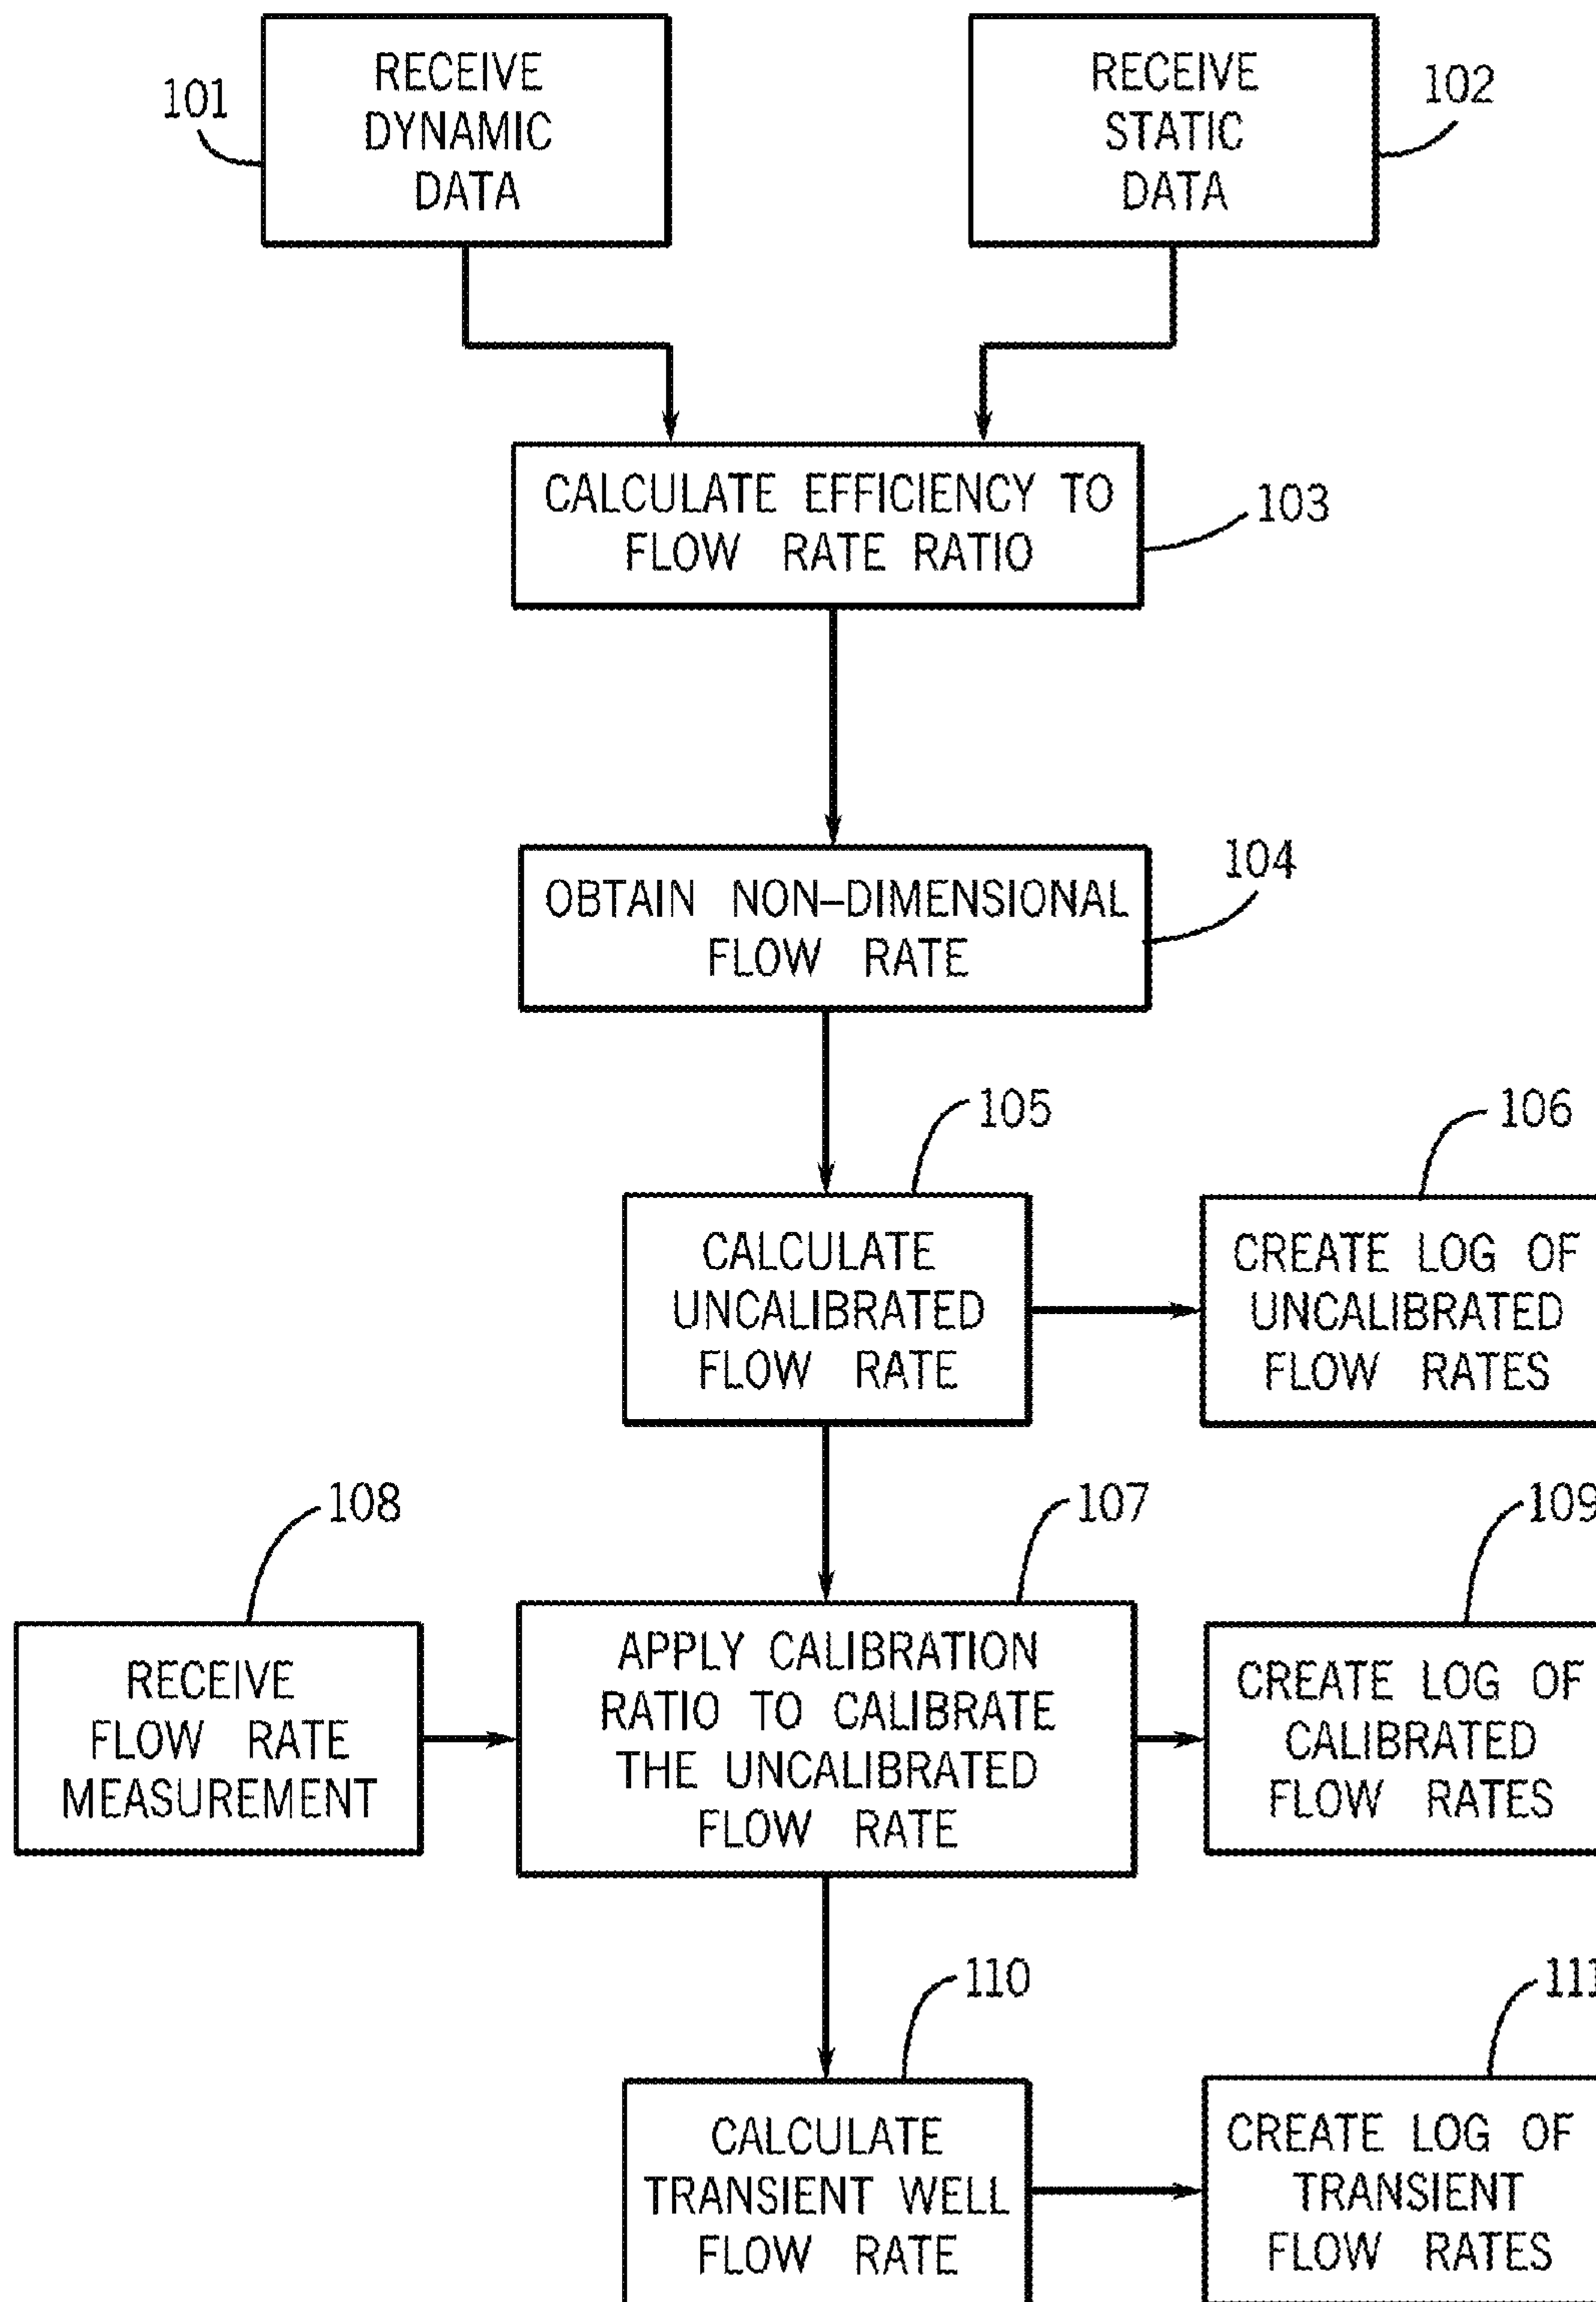 101
RECEIVE
DYNAMIC
DATA
RECEIVE
STATIC
DATA
102
CALCULATE EFFICIENCY TO
FLOW RATE RATIO
103
OBTAIN NON–DIMENSIONAL
FLOW RATE
104
105
CALCULATE
UNCALIBRATED
FLOW RATE
106
CREATE LOG OF
UNCALIBRATED
FLOW RATES
108
RECEIVE
FLOW RATE
MEASUREMENT
107
APPLY CALIBRATION
RATIO TO CALIBRATE
THE UNCALIBRATED
FLOW RATE
109
CREATE LOG OF
CALIBRATED
FLOW RATES
110
CALCULATE
TRANSIENT WELL
FLOW RATE
111
CREATE LOG OF
TRANSIENT
FLOW RATES